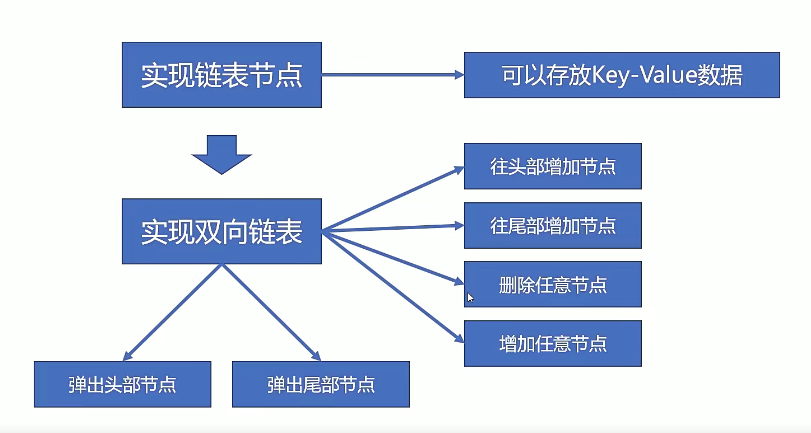 实现链表节点
可以存放Key-Value数据
实现双向链表
往头部增加节点
往尾部增加节点
删除任意节点
增加任意节点
弹出头部节点
弹出尾部节点